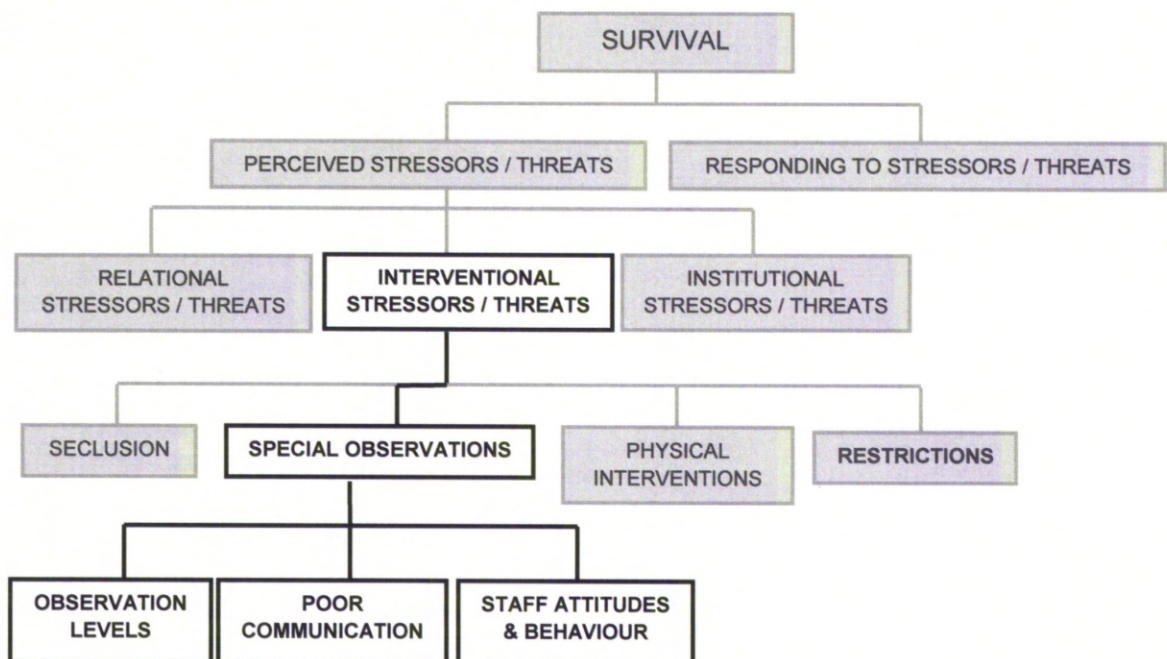 SURVIVAL
PERCEIVED STRESSORS / THREATS
RESPONDING TO STRESSORS / THREATS
RELATIONAL
STRESSORS / THREATS
INTERVENTIONAL
STRESSORS / THREATS
INSTITUTIONAL
STRESSORS / THREATS
SECLUSION
SPECIAL OBSERVATIONS
PHYSICAL
INTERVENTIONS
RESTRICTIONS
OBSERVATION
LEVELS
POOR
COMMUNICATION
STAFF ATTITUDES
& BEHAVIOUR